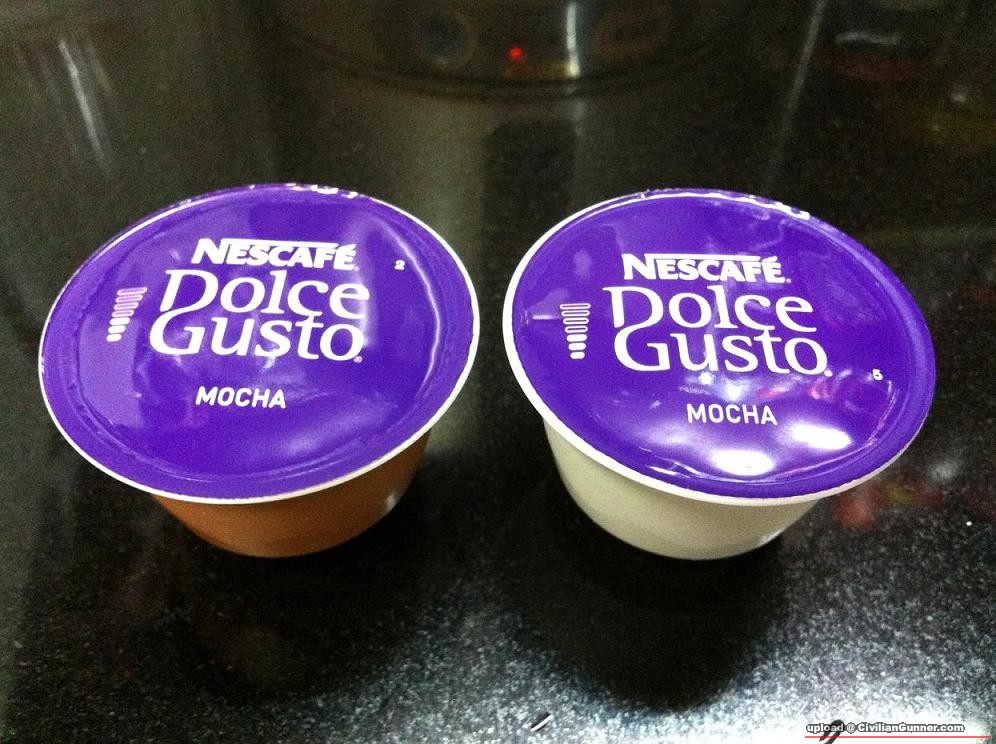 NESCAFÉ®
2
Dolce
Gusto®
MOCHA
NESCAFÉ®
Dolce
Gusto®
5
MOCHA
upload @ CivilianGunner.com